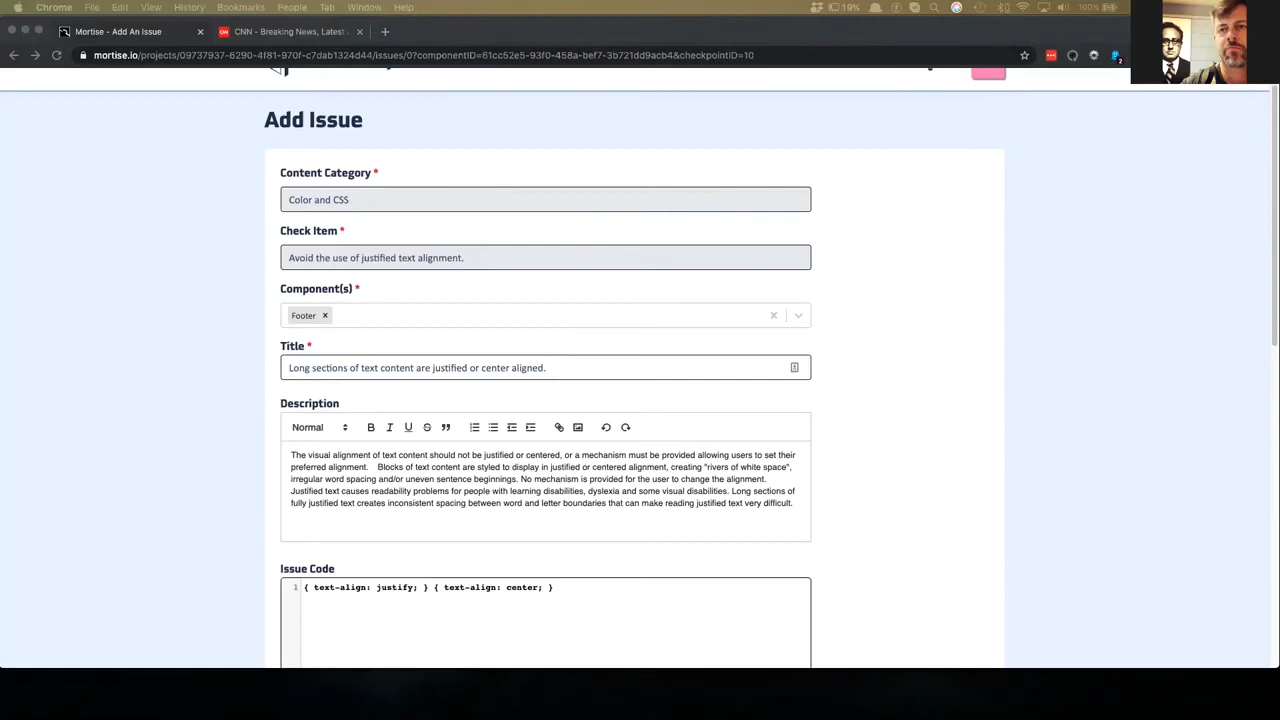 Chrome File Edit View History Bookmarks People Tab Window Help 19% 100%
Mortise - Add An Issue CNN - Breaking News, Latest
mortise.io/projects/09737937-6290-4f81-970f-c7dab1324d44/issues/0?componentID=61cc52e5-93f0-458a-bef7-3b721dd9acb4&checkpointID=10
Add Issue
Content Category *
Color and CSS
Check Item *
Avoid the use of justified text alignment.
Component(s) *
Footer
Title *
Long sections of text content are justified or center aligned.
Description
Normal B I U S
The visual alignment of text content should not be justified or centered, or a mechanism must be provided allowing users to set their
preferred alignment. Blocks of text content are styled to display in justified or centered alignment, creating "rivers of white space",
irregular word spacing and/or uneven sentence beginnings. No mechanism is provided for the user to change the alignment.
Justified text causes readability problems for people with learning disabilities, dyslexia and some visual disabilities. Long sections of
fully justified text creates inconsistent spacing between word and letter boundaries that can make reading justified text very difficult.
Issue Code
1 { text-align: justify; } { text-align: center; }